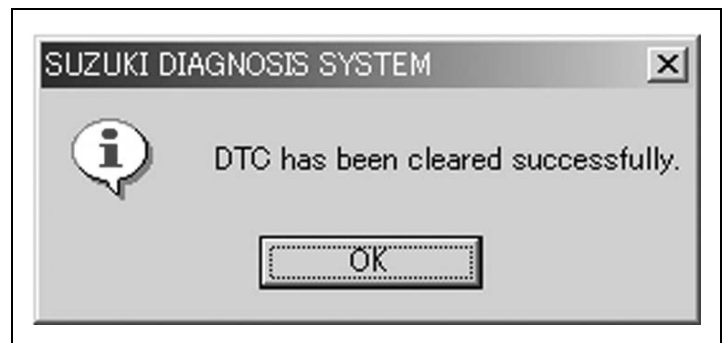 SUZUKI DIAGNOSIS SYSTEM
DTC has been cleared successfully.
OK